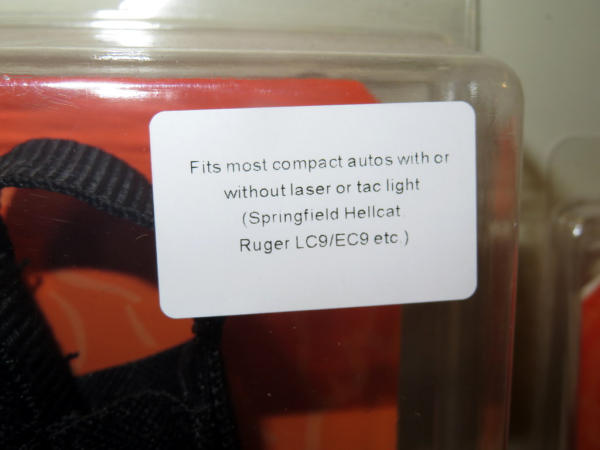 Fits most compact autos with or
without laser or tac light
(Springfield Hellcat.
Ruger LC9/EC9 etc.)